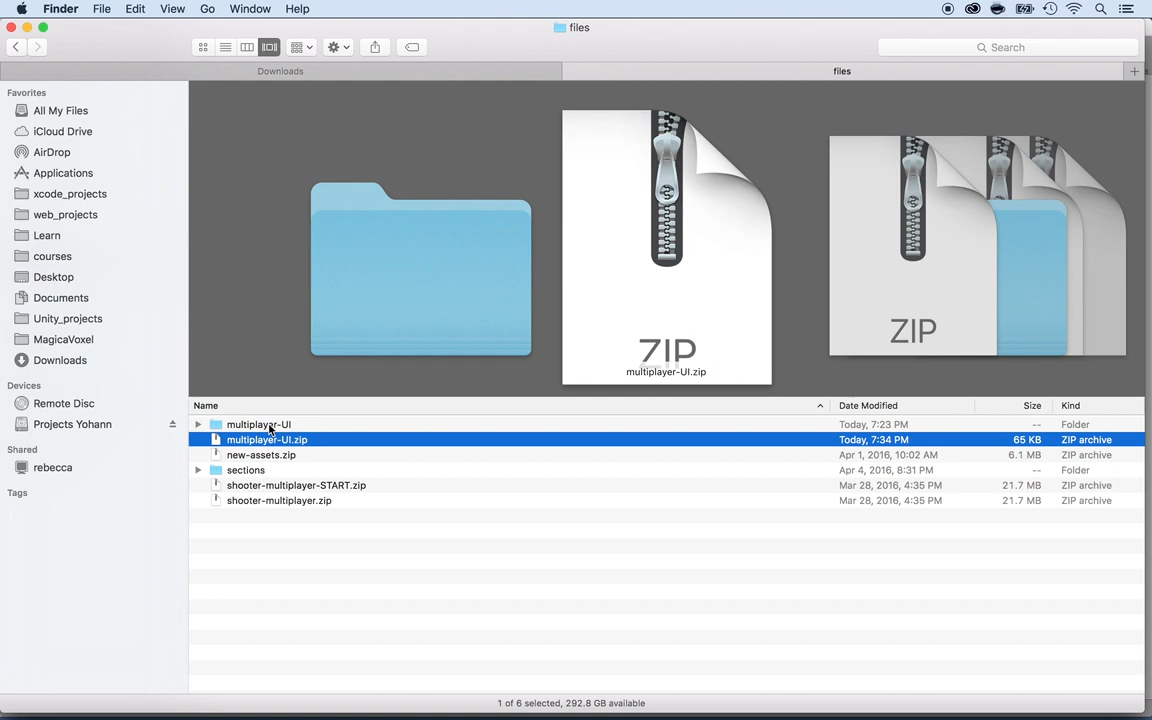 Finder File Edit View Go Window Help
files
Search
Downloads files
Favorites
All My Files
iCloud Drive
AirDrop
Applications
xcode_projects
web_projects
Learn
courses
Desktop
Documents
Unity_projects
MagicaVoxel
Downloads
Devices
Remote Disc
Projects Yohann
Shared
rebecca
Tags
ZIP
multiplayer-UI.zip
ZIP
Name Date Modified Size Kind
multiplayer-UI Today, 7:23 PM -- Folder
multiplayer-UI.zip Today, 7:34 PM 65 KB ZIP archive
new-assets.zip Apr 1, 2016, 10:02 AM 6.1 MB ZIP archive
sections Apr 4, 2016, 8:31 PM -- Folder
shooter-multiplayer-START.zip Mar 28, 2016, 4:35 PM 21.7 MB ZIP archive
shooter-multiplayer.zip Mar 28, 2016, 4:35 PM 21.7 MB ZIP archive
1 of 6 selected, 292.8 GB available